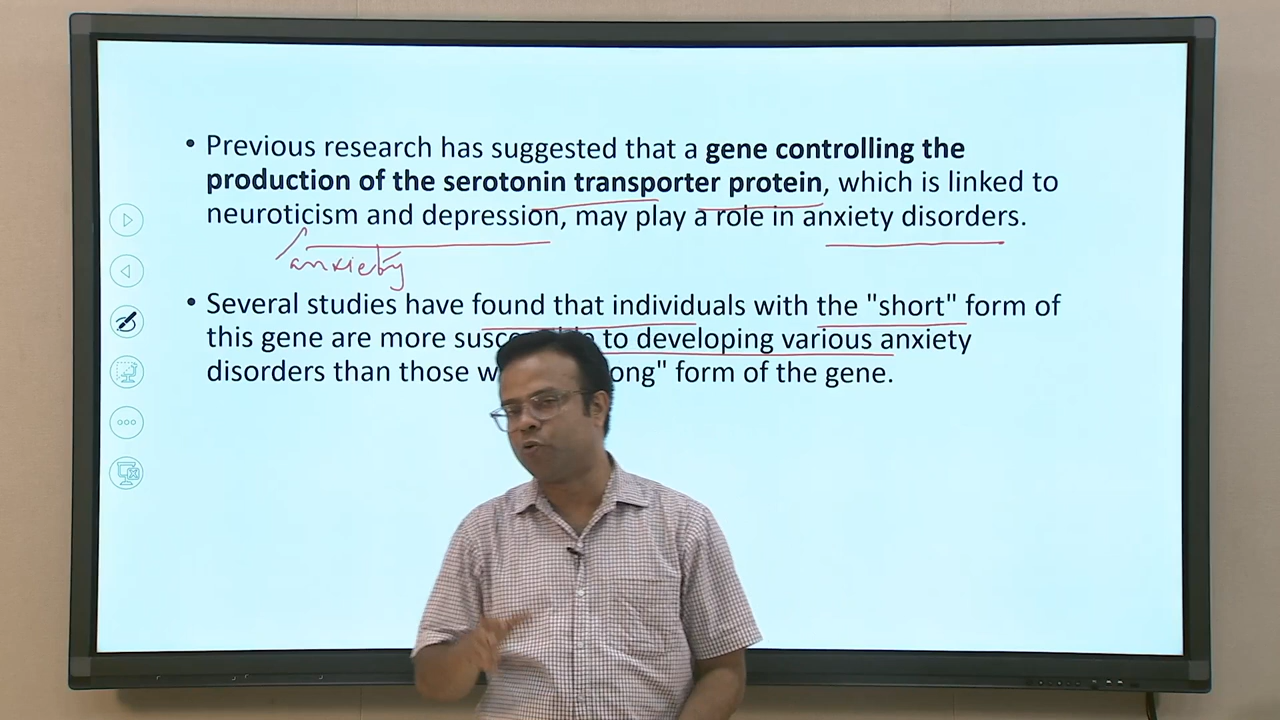 • Previous research has suggested that a gene controlling the
production of the serotonin transporter protein, which is linked to
neuroticism and depression, may play a role in anxiety disorders.
anxiety
• Several studies have found that individuals with the "short" form of
this gene are more to developing various anxiety
disorders than those form of the gene.